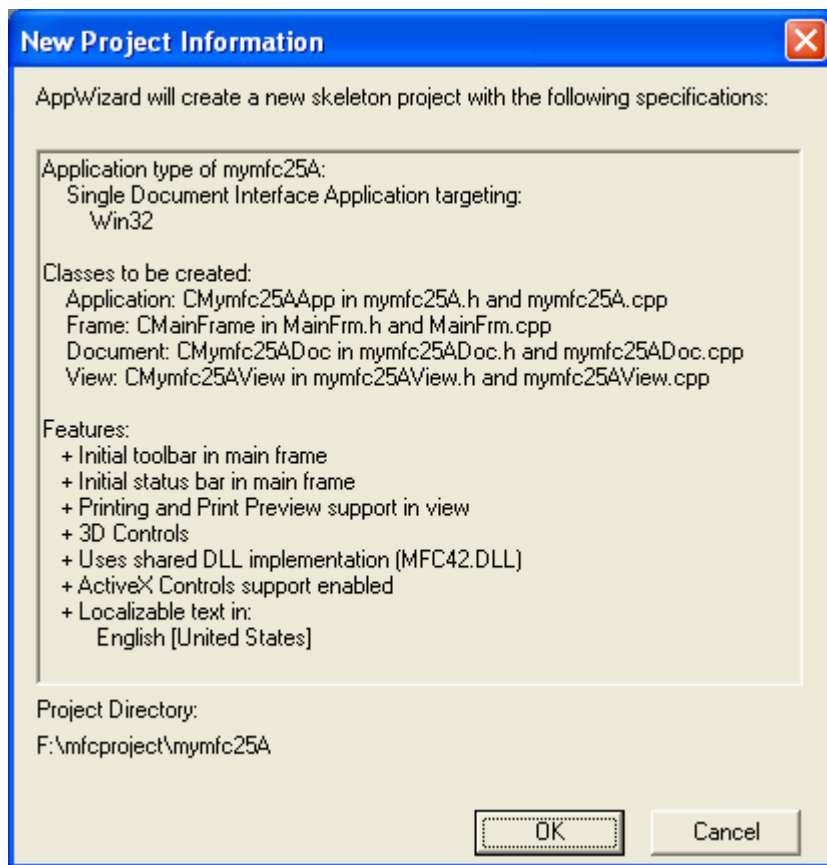 New Project Information
AppWizard will create a new skeleton project with the following specifications:
Application type of mymfc25A:
Single Document Interface Application targeting:
Win32
Classes to be created:
Application: CMymfc25AApp in mymfc25A.h and mymfc25A.cpp
Frame: CMainFrame in MainFrm.h and MainFrm.cpp
Document: CMymfc25ADoc in mymfc25ADoc.h and mymfc25ADoc.cpp
View: CMymfc25AView in mymfc25AView.h and mymfc25AView.cpp
Features:
+ Initial toolbar in main frame
+ Initial status bar in main frame
+ Printing and Print Preview support in view
+ 3D Controls
+ Uses shared DLL implementation (MFC42.DLL)
+ ActiveX Controls support enabled
+ Localizable text in:
English [United States]
Project Directory:
F:\mfcproject\mymfc25A
OK Cancel